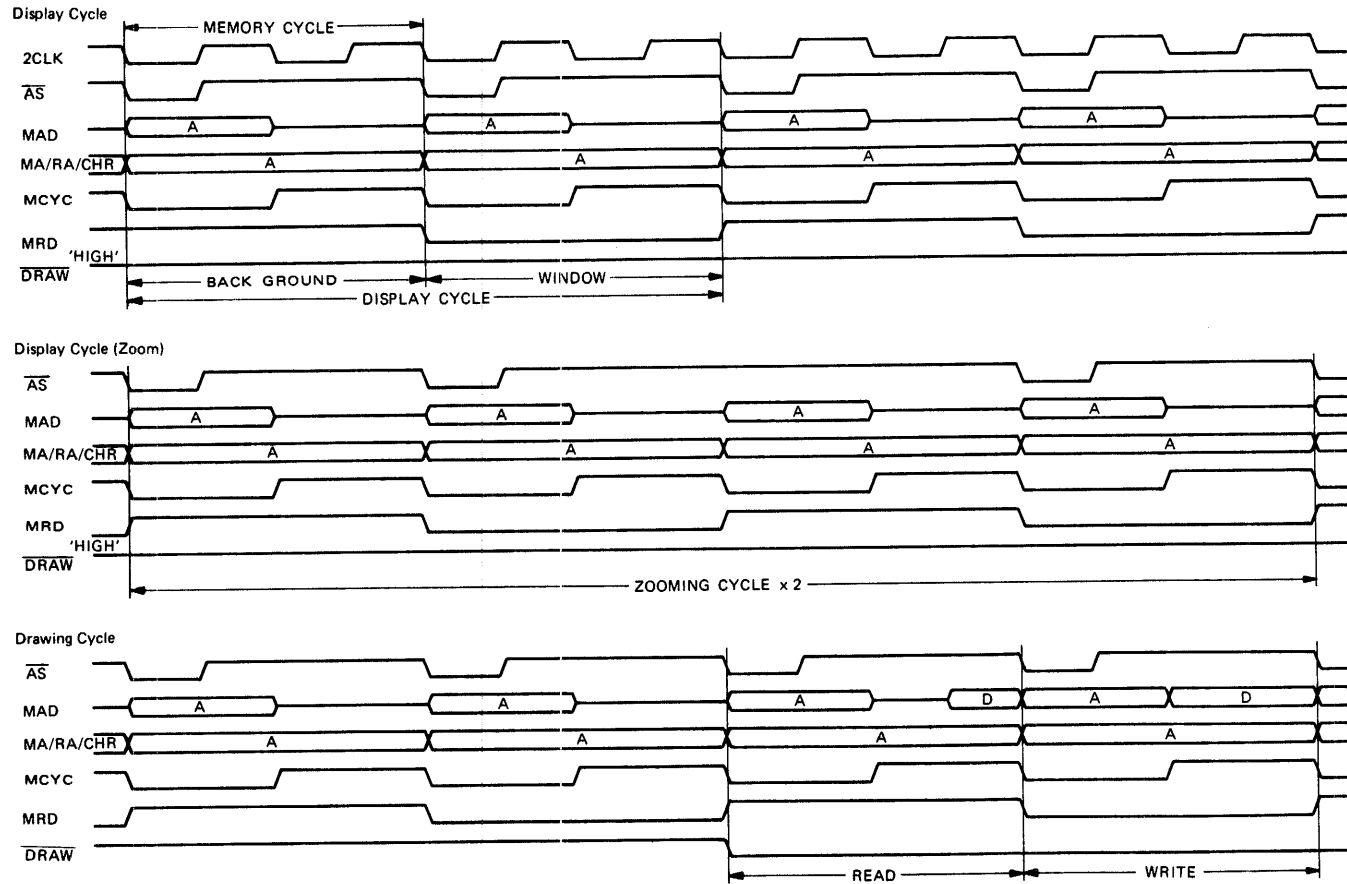 Display Cycle
MEMORY CYCLE
2CLK
AS
MAD A A A A
MA/RA/CHR A A A A
MCYC
MRD
'HIGH'
DRAW
BACK GROUND WINDOW
DISPLAY CYCLE
Display Cycle (Zoom)
AS
MAD A A A A
MA/RA/CHR A A A A
MCYC
MRD
'HIGH'
DRAW
ZOOMING CYCLE x 2
Drawing Cycle
AS
MAD A A A D A D
MA/RA/CHR A A A A
MCYC
MRD
DRAW
READ WRITE